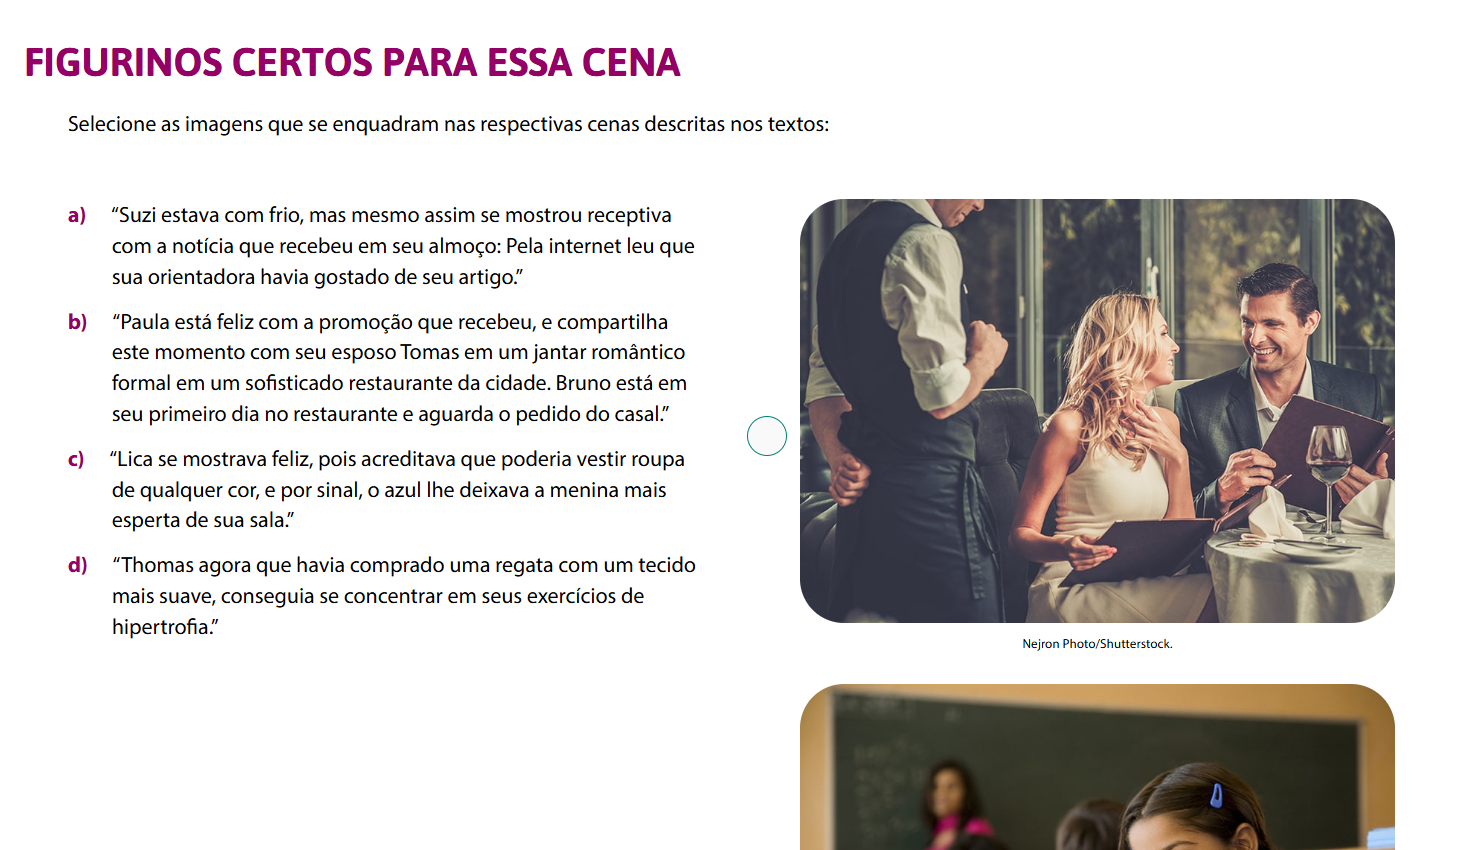 FIGURINOS CERTOS PARA ESSA CENA
Selecione as imagens que se enquadram nas respectivas cenas descritas nos textos:
a) “Suzi estava com frio, mas mesmo assim se mostrou receptiva
com a notícia que recebeu em seu almoço: Pela internet leu que
sua orientadora havia gostado de seu artigo.”
b) “Paula está feliz com a promoção que recebeu, e compartilha
este momento com seu esposo Tomas em um jantar romântico
formal em um sofisticado restaurante da cidade. Bruno está em
seu primeiro dia no restaurante e aguarda o pedido do casal.”
c) “Lica se mostrava feliz, pois acreditava que poderia vestir roupa
de qualquer cor, e por sinal, o azul lhe deixava a menina mais
esperta de sua sala.”
d) “Thomas agora que havia comprado uma regata com um tecido
mais suave, conseguia se concentrar em seus exercícios de
hipertrofia.”
Nejron Photo/Shutterstock.